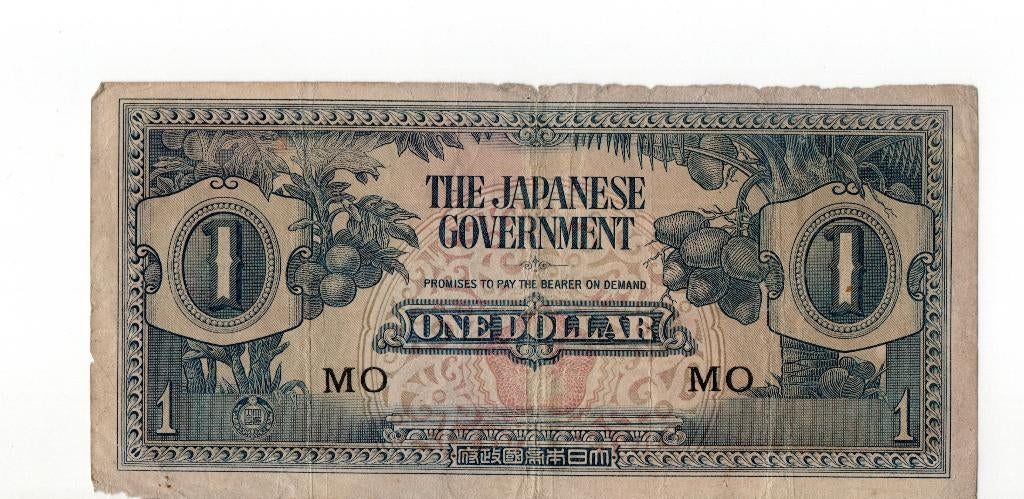 THE JAPANESE
GOVERNMENT
1
1
PROMISES TO PAY THE BEARER ON DEMAND
ONE DOLLAR
MO
MO
1
1
大日本帝國政府